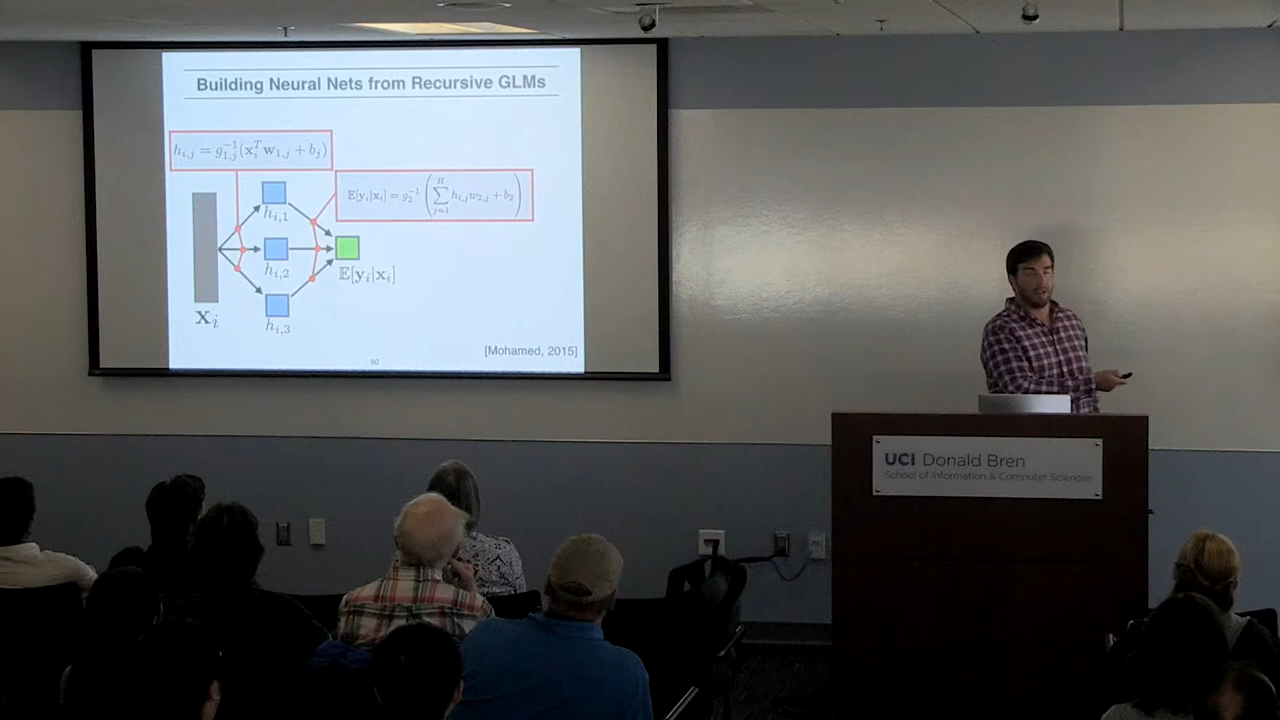 Building Neural Nets from Recursive GLMs
h_{i,j} = g_{1,j}^{-1}(x_i^T w_{1,j} + b_j)
E[y_i|x_i] = g_2^{-1} ( \sum_{j=1}^{H} h_{i,j} w_{2,j} + b_2 )
h_{i,1}
h_{i,2}
E[y_i|x_i]
x_i
h_{i,3}
[Mohamed, 2015]
50
UCI Donald Bren
School of Information & Computer Sciences